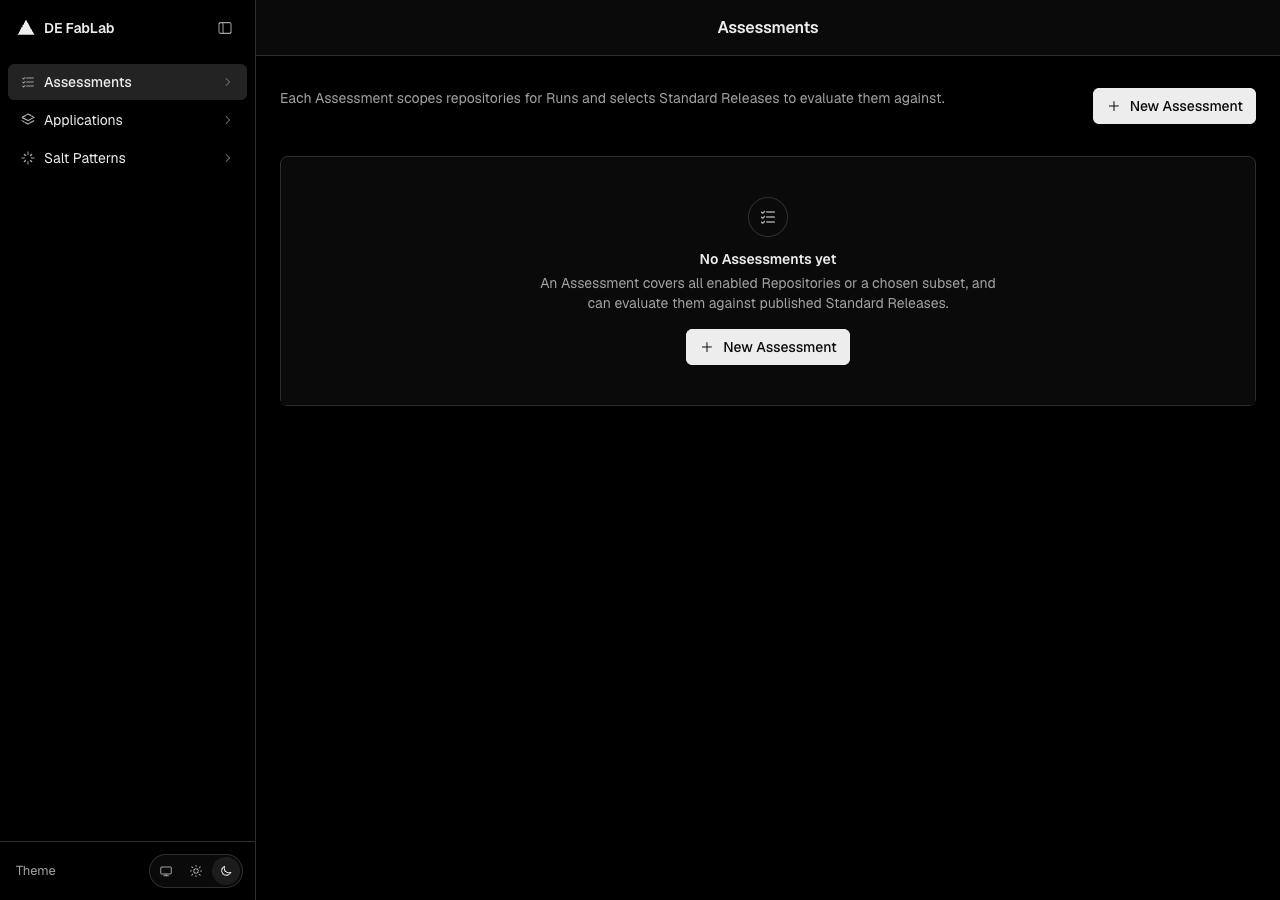 DE FabLab
Assessments
Applications
Salt Patterns
Theme
Assessments
Each Assessment scopes repositories for Runs and selects Standard Releases to evaluate them against.
New Assessment
No Assessments yet
An Assessment covers all enabled Repositories or a chosen subset, and
can evaluate them against published Standard Releases.
New Assessment